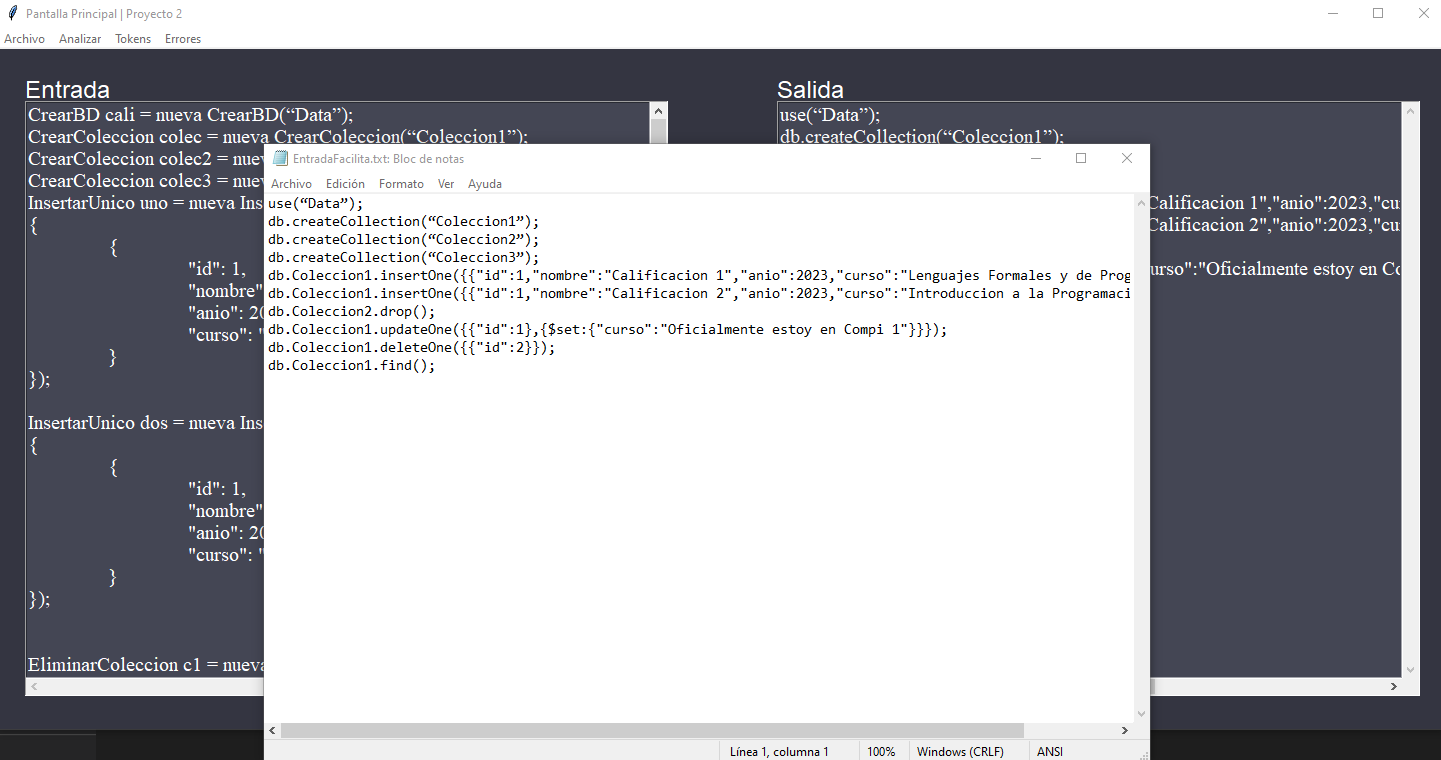 Pantalla Principal | Proyecto 2
Archivo Analizar Tokens Errores
Entrada
CrearBD cali = nueva CrearBD(“Data”);
CrearColeccion colec = nueva CrearColeccion(“Coleccion1”);
CrearColeccion colec2 = nuev
CrearColeccion colec3 = nuev
InsertarUnico uno = nueva Ins
{
{
"id": 1,
"nombre"
"anio": 20
"curso": "
}
});
InsertarUnico dos = nueva Ins
{
{
"id": 1,
"nombre"
"anio": 20
"curso": "
}
});
EliminarColeccion c1 = nueva
Salida
use(“Data”);
db.createCollection(“Coleccion1”);
Calificacion 1","anio":2023,"cu
Calificacion 2","anio":2023,"cu
urso":"Oficialmente estoy en Co
EntradaFacilita.txt: Bloc de notas
Archivo Edición Formato Ver Ayuda
use(“Data”);
db.createCollection(“Coleccion1”);
db.createCollection(“Coleccion2”);
db.createCollection(“Coleccion3”);
db.Coleccion1.insertOne({{"id":1,"nombre":"Calificacion 1","anio":2023,"curso":"Lenguajes Formales y de Prog
db.Coleccion1.insertOne({{"id":1,"nombre":"Calificacion 2","anio":2023,"curso":"Introduccion a la Programaci
db.Coleccion2.drop();
db.Coleccion1.updateOne({{"id":1},{$set:{"curso":"Oficialmente estoy en Compi 1"}}});
db.Coleccion1.deleteOne({{"id":2}});
db.Coleccion1.find();
Línea 1, columna 1 100% Windows (CRLF) ANSI